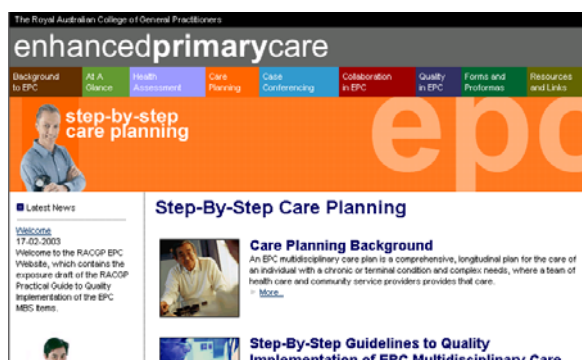 The Royal Australian College of General Practitioners
enhancedprimarycare
Background
to EPC
At A
Glance
Health
Assessment
Care
Planning
Case
Conferencing
Collaboration
in EPC
Quality
in EPC
Forms and
Proformas
Resources
and Links
step-by-step
care planning
epc
Latest News
Welcome
17-02-2003
Welcome to the RACGP EPC
Website, which contains the
exposure draft of the RACGP
Practical Guide to Quality
Implementation of the EPC
MBS items.
Step-By-Step Care Planning
Care Planning Background
An EPC multidisciplinary care plan is a comprehensive, longitudinal plan for the care of
an individual with a chronic or terminal condition and complex needs, where a team of
health care and community service providers provides that care.
More...
Step-By-Step Guidelines to Quality
Implementation of EPC Multidisciplinary Care